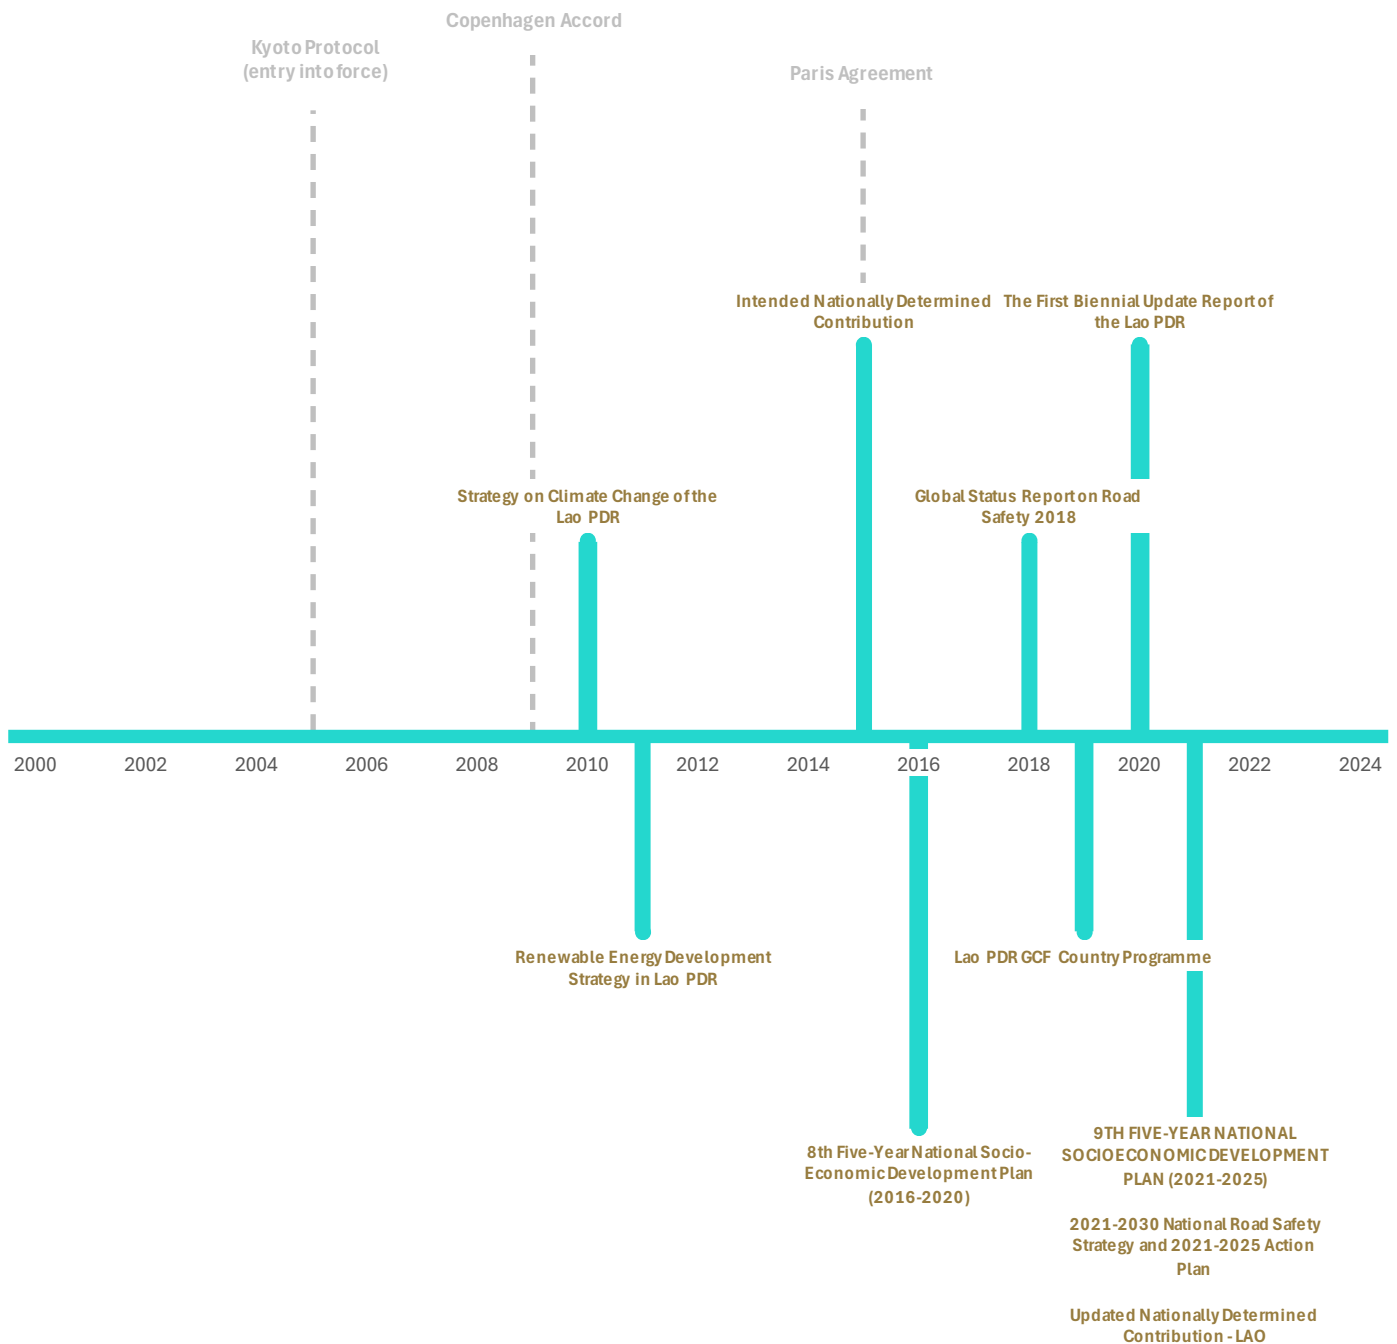 Copenhagen Accord
Kyoto Protocol
(entry into force)
Paris Agreement
Intended Nationally Determined
Contribution
The First Biennial Update Report of
the Lao PDR
Strategy on Climate Change of the
Lao PDR
Global Status Report on Road
Safety 2018
2000 2002 2004 2006 2008 2010 2012 2014 2016 2018 2020 2022 2024
Renewable Energy Development
Strategy in Lao PDR
Lao PDR GCF Country Programme
8th Five-Year National Socio-
Economic Development Plan
(2016-2020)
9TH FIVE-YEAR NATIONAL
SOCIOECONOMIC DEVELOPMENT
PLAN (2021-2025)
2021-2030 National Road Safety
Strategy and 2021-2025 Action
Plan
Updated Nationally Determined
Contribution - LAO